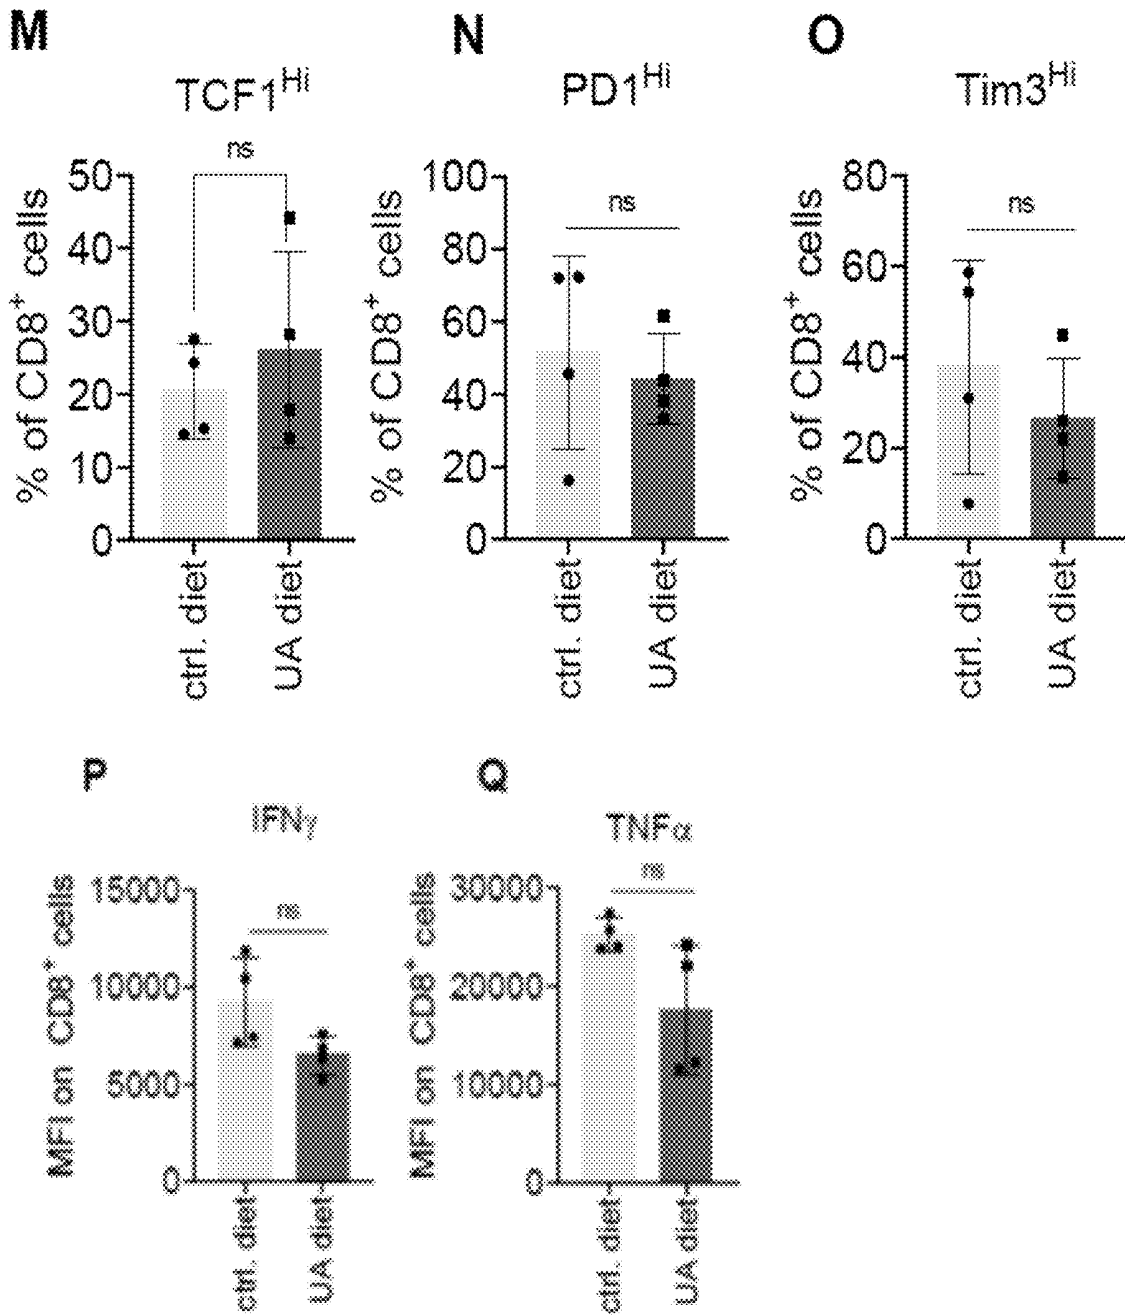 M
TCF1^Hi
ns
50
40
30
20
10
0
% of CD8⁺ cells
ctrl. diet
UA diet
N
PD1^Hi
ns
100
80
60
40
20
0
% of CD8⁺ cells
ctrl. diet
UA diet
O
Tim3^Hi
ns
80
60
40
20
0
% of CD8⁺ cells
ctrl. diet
UA diet
P
IFNγ
ns
15000
10000
5000
0
MFI on CD8⁺ cells
ctrl. diet
UA diet
Q
TNFα
ns
30000
20000
10000
0
MFI on CD8⁺ cells
ctrl. diet
UA diet